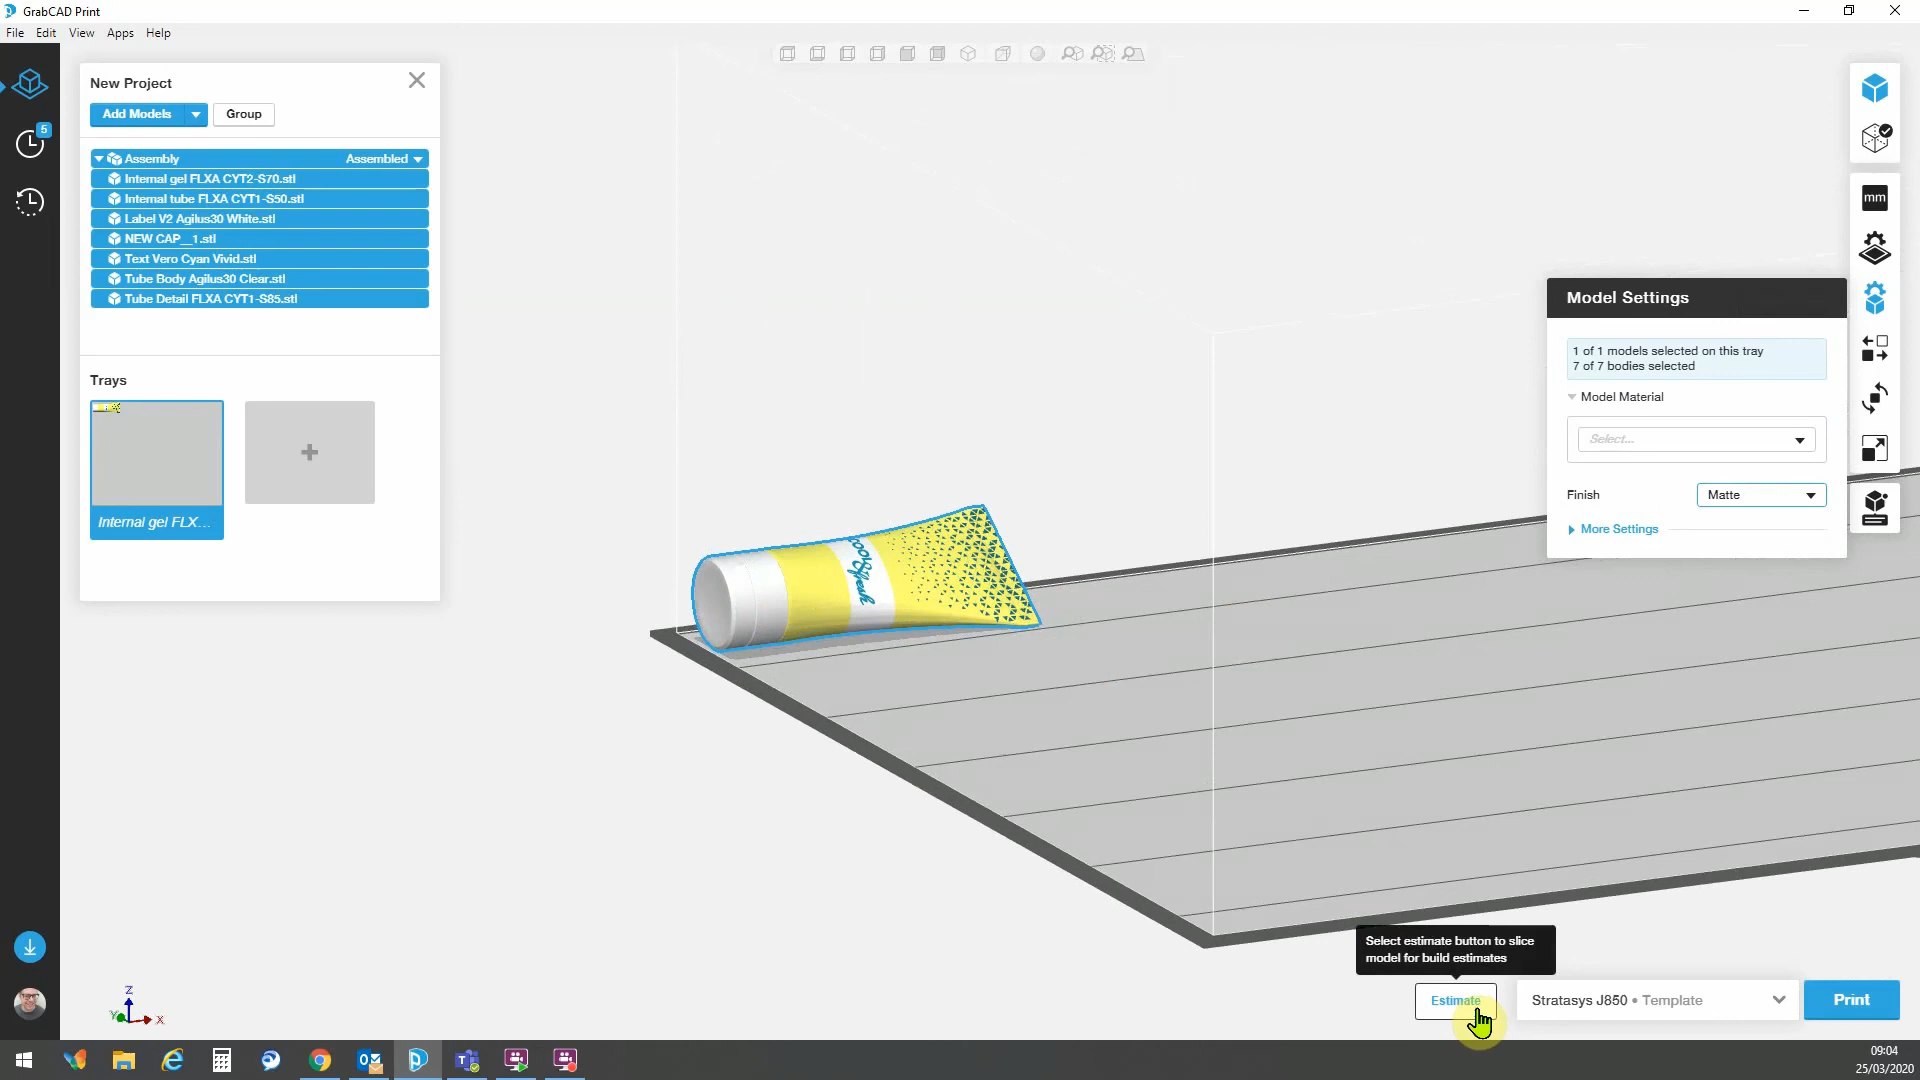 GrabCAD Print
File Edit View Apps Help
New Project
Add Models Group
5
Assembly Assembled
Internal gel FLXA CYT2-S70.stl
Internal tube FLXA CYT1-S50.stl
Label V2 Agilus30 White.stl
NEW CAP__1.stl
Text Vero Cyan Vivid.stl
Tube Body Agilus30 Clear.stl
Tube Detail FLXA CYT1-S85.stl
Trays
Internal gel FLX...
mm
Model Settings
1 of 1 models selected on this tray
7 of 7 bodies selected
Model Material
Select...
Finish Matte
More Settings
cool & fresh
Select estimate button to slice
model for build estimates
Estimate Stratasys J850 • Template Print
Z
Y X
09:04
25/03/2020